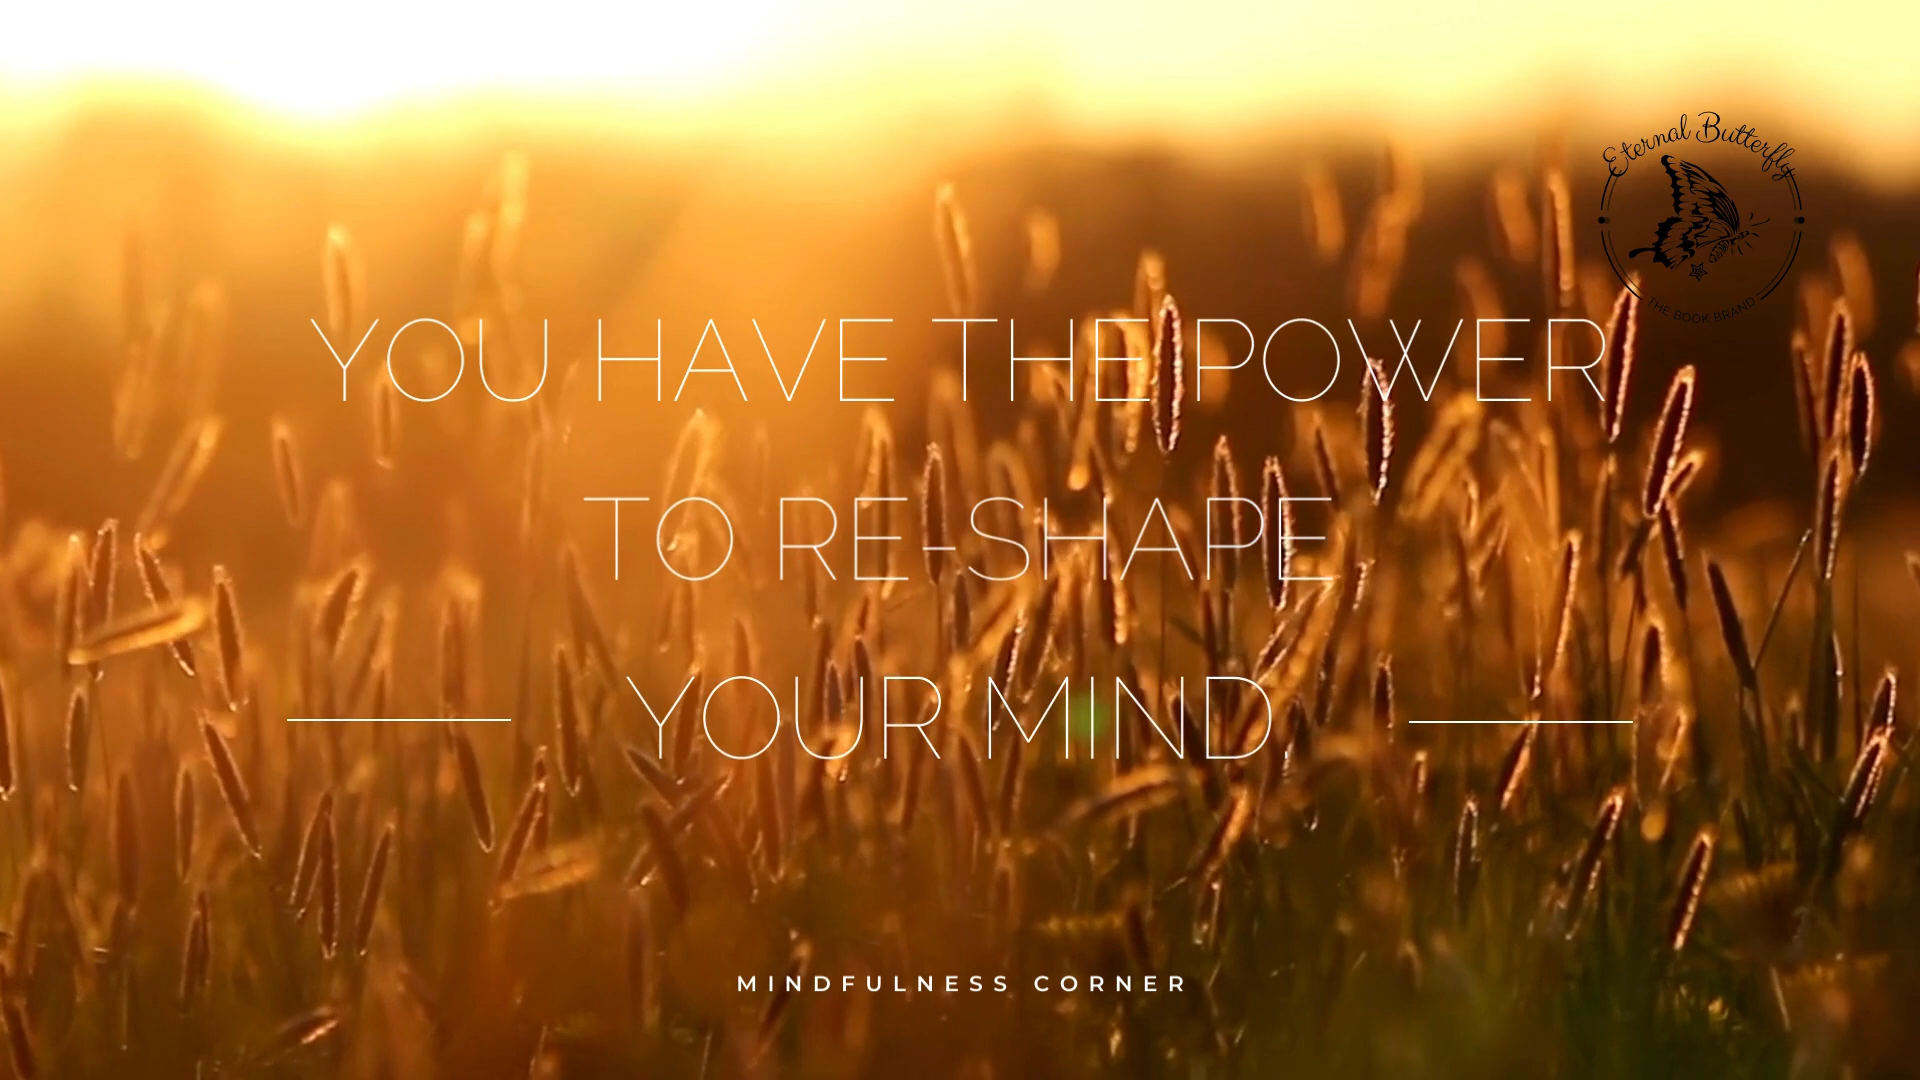 Eternal Butterfly
THE BOOK BRAND
YOU HAVE THE POWER
TO RE-SHAPE
YOUR MIND,
MINDFULNESS CORNER